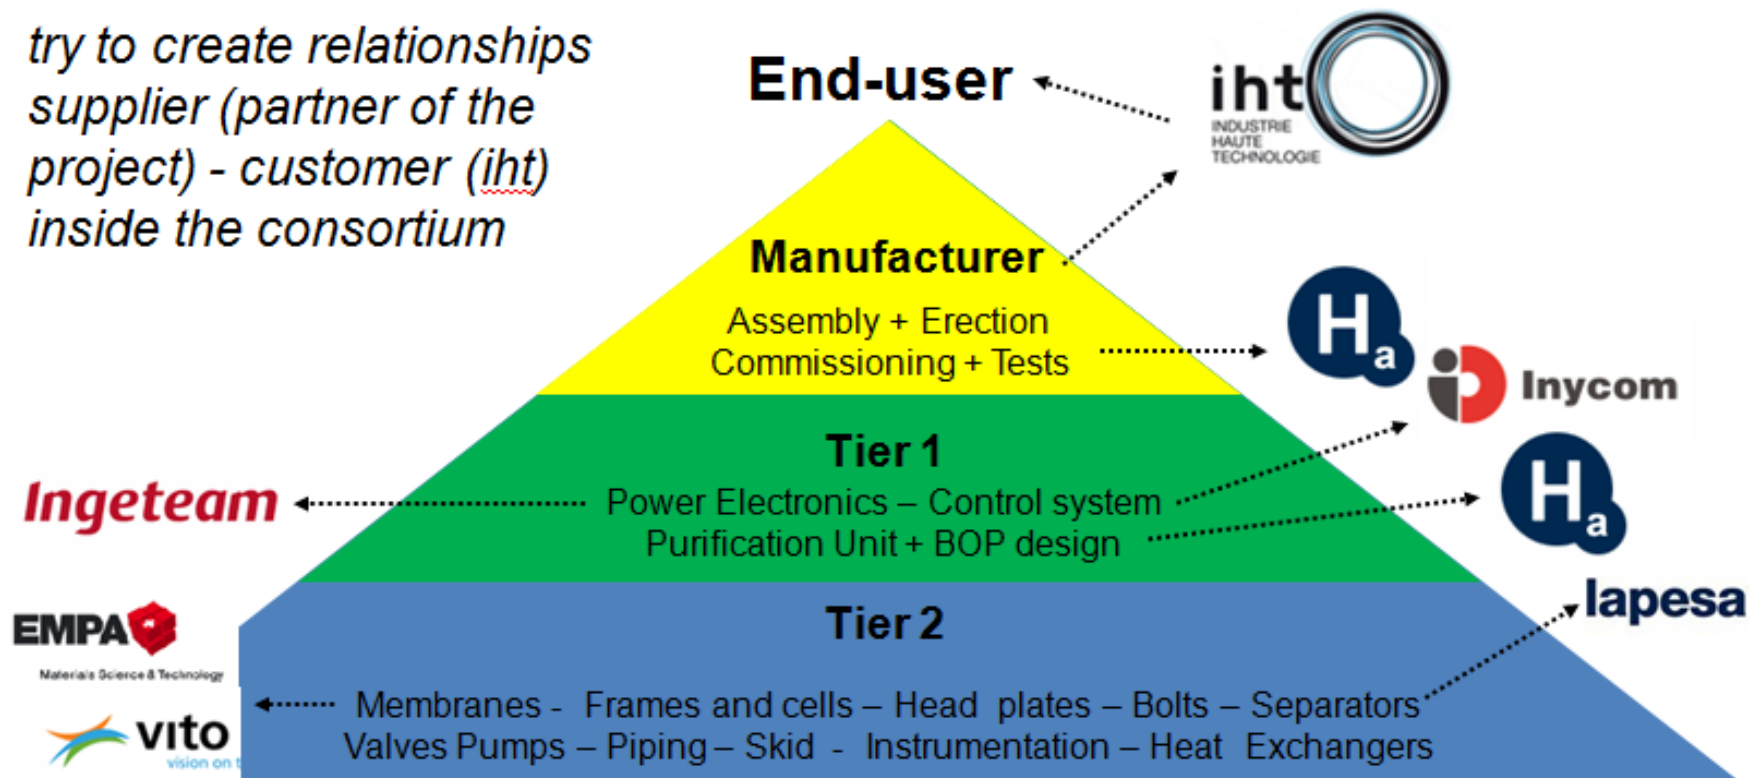 try to create relationships
supplier (partner of the
project) - customer (iht)
inside the consortium
End-user
iht
INDUSTRIE
HAUTE
TECHNOLOGIE
Manufacturer
Assembly + Erection
Commissioning + Tests
Ha
Inycom
Tier 1
Power Electronics – Control system
Purification Unit + BOP design
Ingeteam
Ha
lapesa
EMPA
Materials Science & Technology
Tier 2
Membranes - Frames and cells – Head plates – Bolts – Separators
Valves Pumps – Piping – Skid - Instrumentation – Heat Exchangers
vito
vision on t